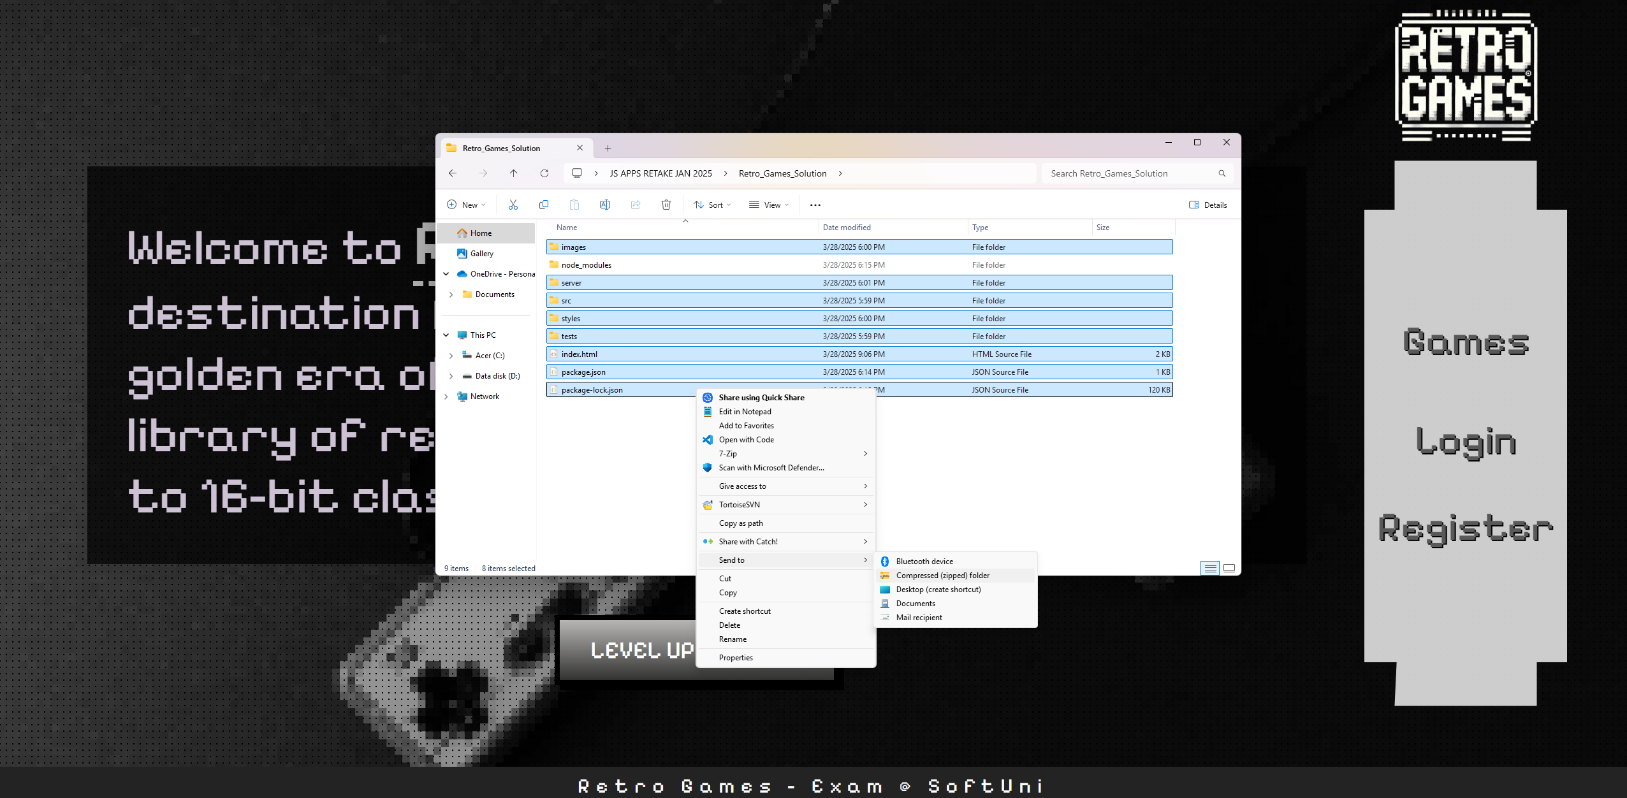 RETRO
GAMES
Welcome to
destination
golden era
library of re
to 16-bit clas
LEVEL UP
Games
Login
Register
Retro Games - Exam @ SoftUni
Retro_Games_Solution
JS APPS RETAKE JAN 2025 > Retro_Games_Solution >
Search Retro_Games_Solution
New
Sort
View
Details
Home
Gallery
OneDrive - Persona
Documents
This PC
Acer (C:)
Data disk (D:)
Network
Name Date modified Type Size
images 3/28/2025 6:00 PM File folder
node_modules 3/28/2025 6:15 PM File folder
server 3/28/2025 6:01 PM File folder
src 3/28/2025 5:59 PM File folder
styles 3/28/2025 6:00 PM File folder
tests 3/28/2025 5:59 PM File folder
index.html 3/28/2025 9:06 PM HTML Source File 2 KB
package.json 3/28/2025 6:14 PM JSON Source File 1 KB
package-lock.json JSON Source File 120 KB
9 items 8 items selected
Share using Quick Share
Edit in Notepad
Add to Favorites
Open with Code
7-Zip
Scan with Microsoft Defender...
Give access to
TortoiseSVN
Copy as path
Share with Catch!
Send to
Cut
Copy
Create shortcut
Delete
Rename
Properties
Bluetooth device
Compressed (zipped) folder
Desktop (create shortcut)
Documents
Mail recipient